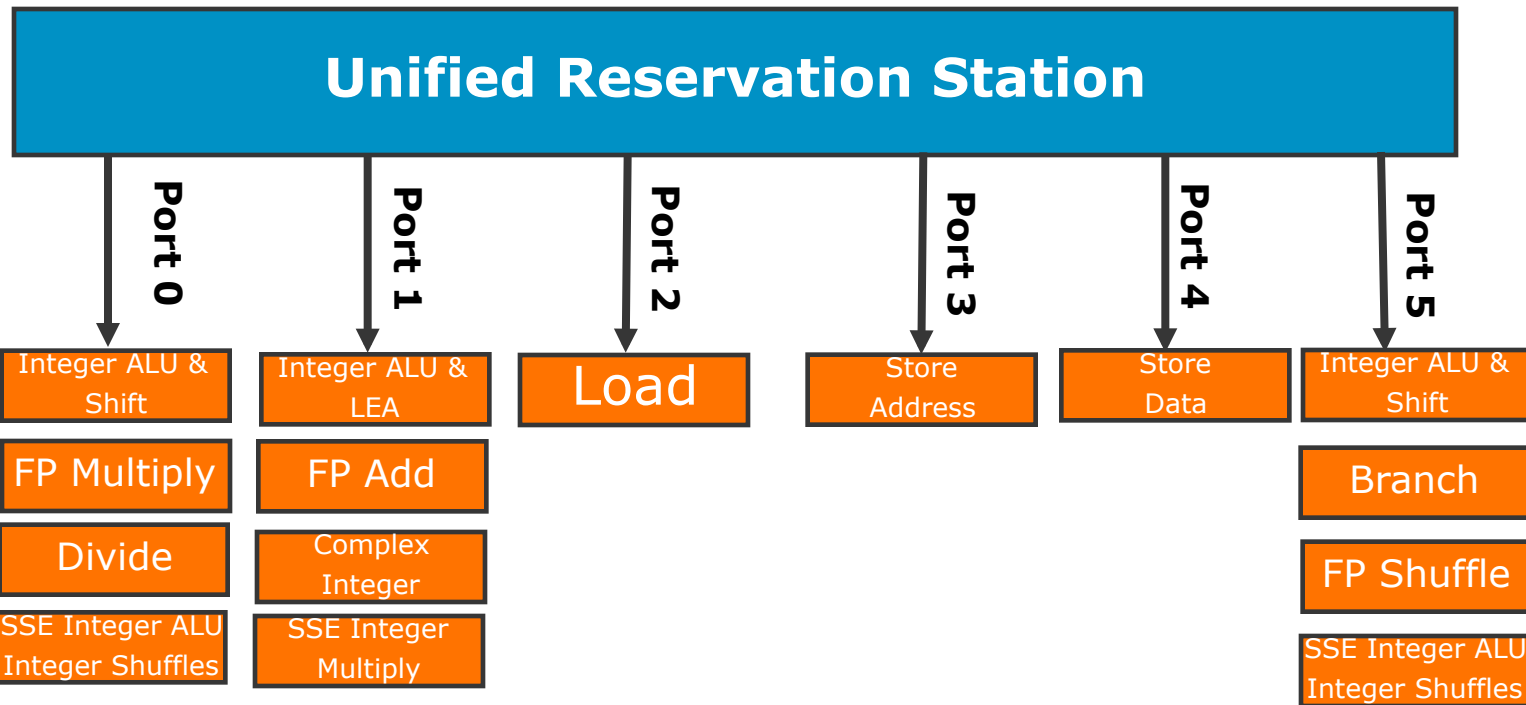 Unified Reservation Station
Port 0
Port 1
Port 2
Port 3
Port 4
Port 5
Integer ALU &
Shift
FP Multiply
Divide
SSE Integer ALU
Integer Shuffles
Integer ALU &
LEA
FP Add
Complex
Integer
SSE Integer
Multiply
Load
Store
Address
Store
Data
Integer ALU &
Shift
Branch
FP Shuffle
SSE Integer ALU
Integer Shuffles